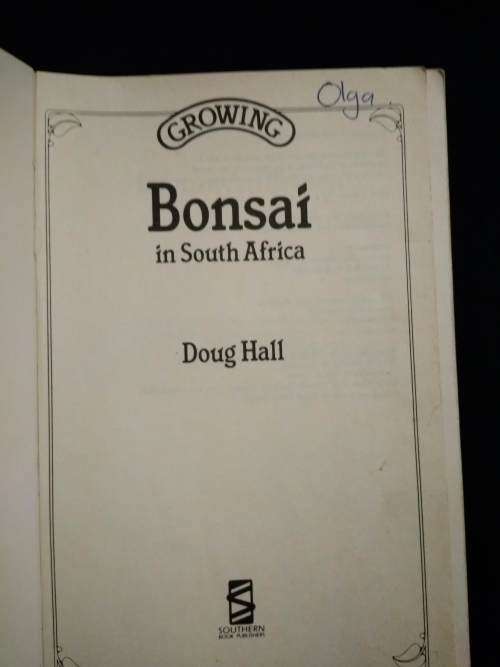 Olga
GROWING
Bonsai
in South Africa
Doug Hall
SOUTHERN
BOOK PUBLISHERS